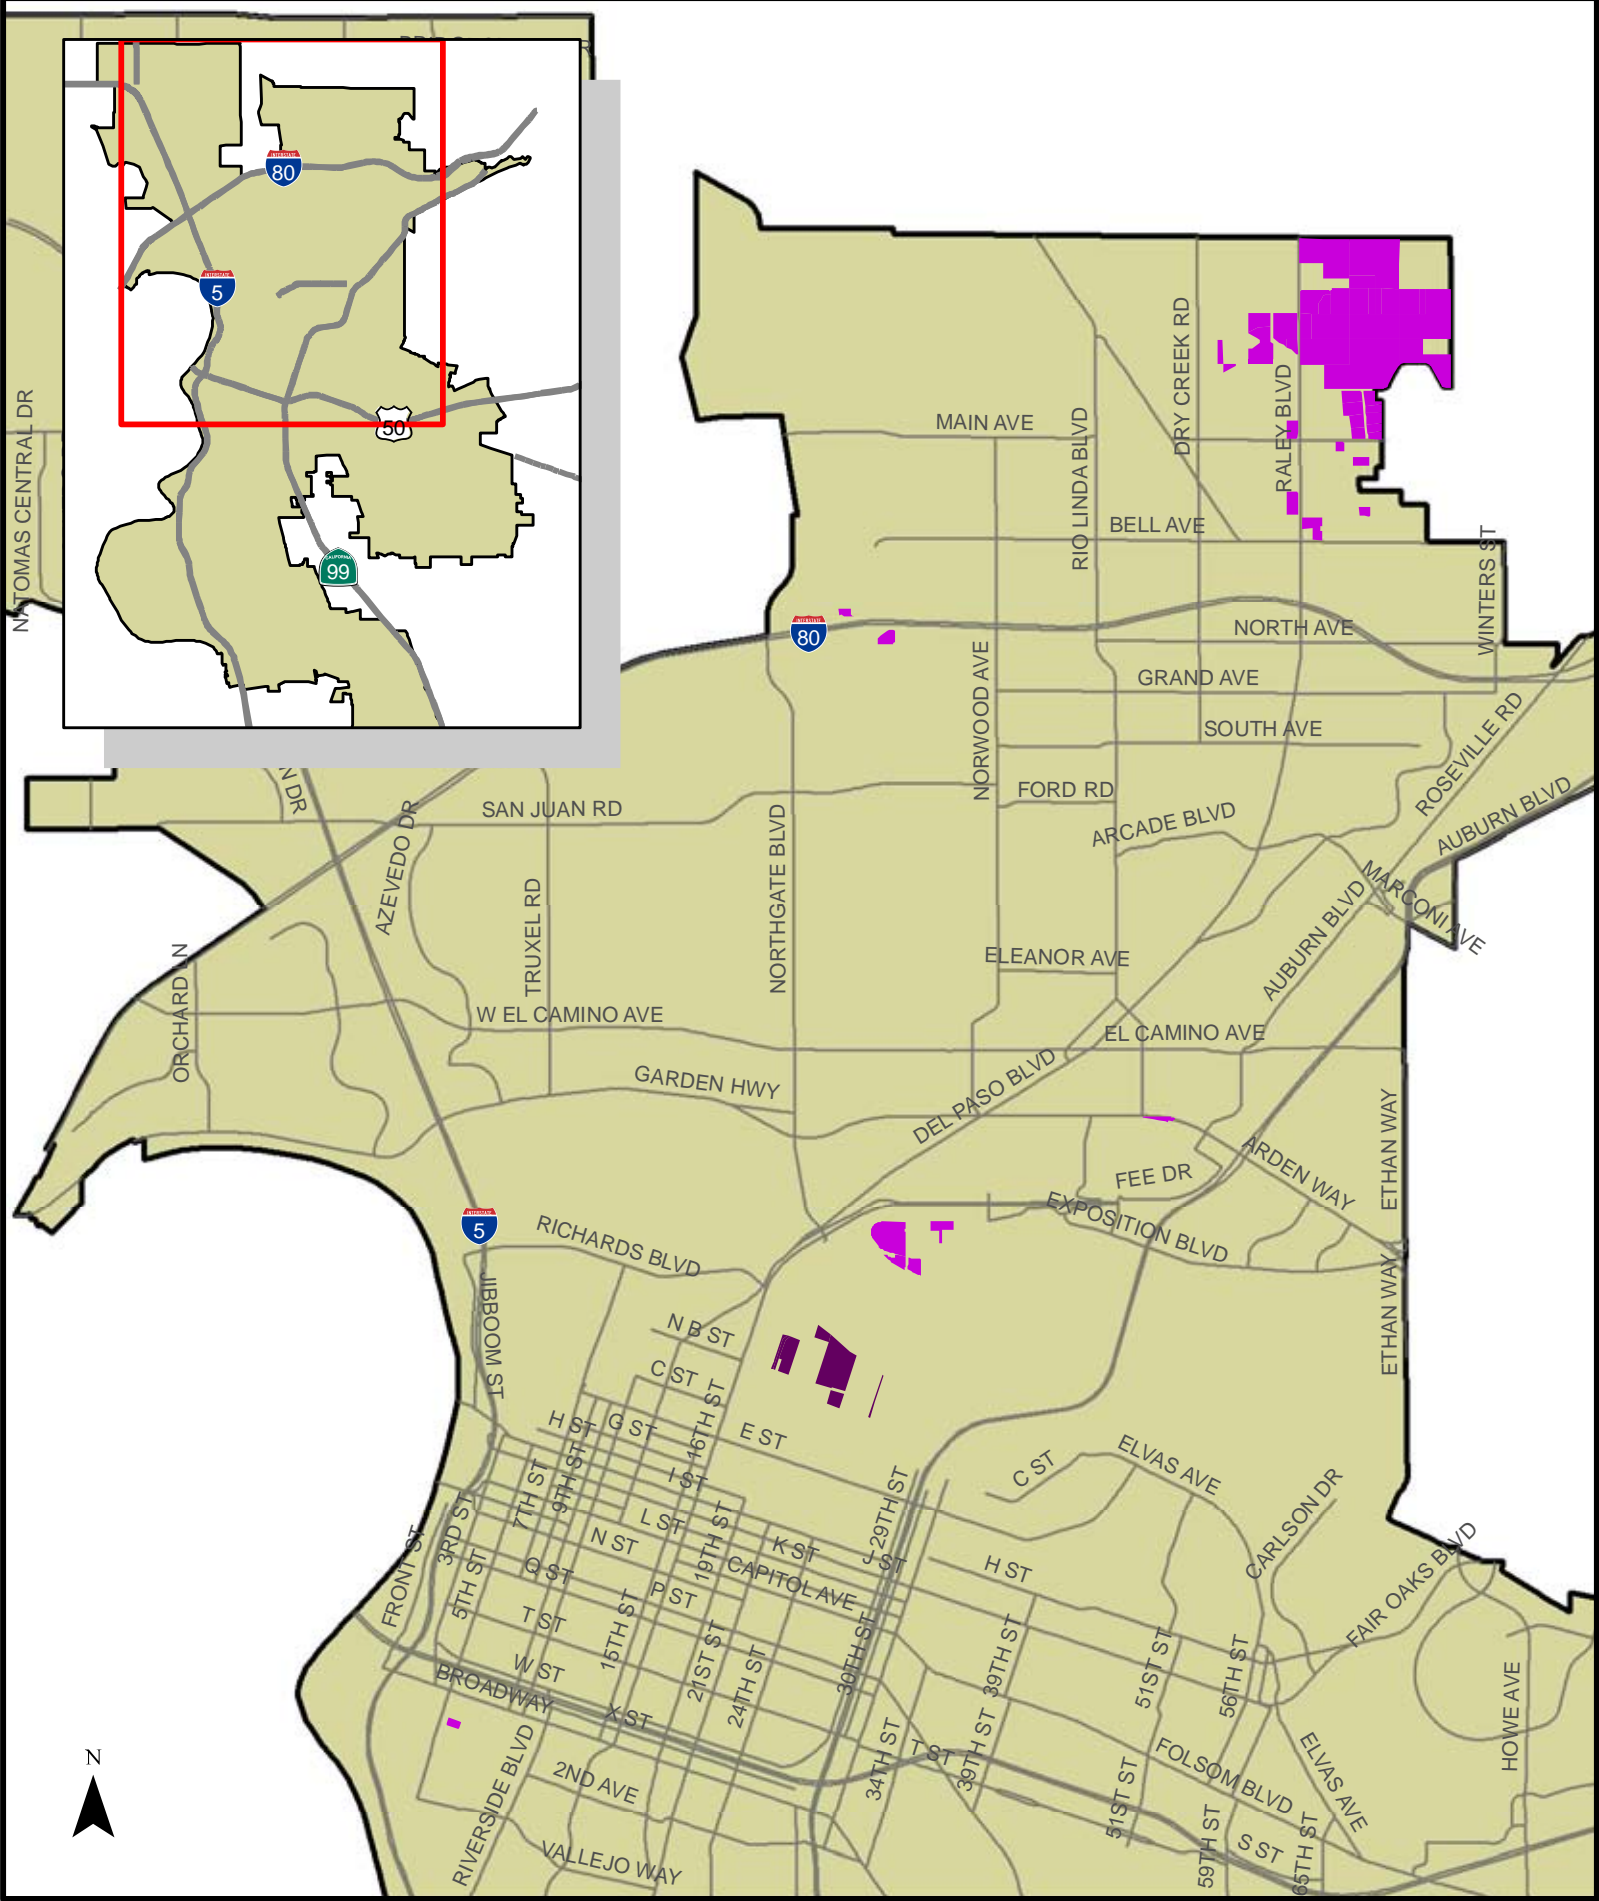 INTERSTATE
80
INTERSTATE
5
50
CALIFORNIA
99
NATOMAS CENTRAL DR
DRY CREEK RD
RALEY BLVD
MAIN AVE
RIO LINDA BLVD
BELL AVE
WINTERS ST
INTERSTATE
80
NORTH AVE
NORWOOD AVE
GRAND AVE
SOUTH AVE
ROSEVILLE RD
N DR
SAN JUAN RD
FORD RD
ARCADE BLVD
AUBURN BLVD
AZEVEDO DR
TRUXEL RD
NORTHGATE BLVD
MARCONI AVE
AUBURN BLVD
ORCHARD LN
ELEANOR AVE
W EL CAMINO AVE
EL CAMINO AVE
GARDEN HWY
DEL PASO BLVD
ETHAN WAY
ARDEN WAY
FEE DR
INTERSTATE
5
RICHARDS BLVD
EXPOSITION BLVD
JIBBOOM ST
N B ST
ETHAN WAY
C ST
16TH ST
H ST
G ST
E ST
C ST
ELVAS AVE
7TH ST
9TH ST
I ST
29TH ST
CARLSON DR
3RD ST
L ST
19TH ST
K ST
J ST
FRONT ST
N ST
H ST
FAIR OAKS BLVD
5TH ST
Q ST
P ST
CAPITOL AVE
T ST
15TH ST
21ST ST
24TH ST
30TH ST
39TH ST
51ST ST
56TH ST
W ST
BROADWAY
X ST
HOWE AVE
N
RIVERSIDE BLVD
2ND AVE
34TH ST
T ST
39TH ST
FOLSOM BLVD
ELVAS AVE
51ST ST
59TH ST
S ST
65TH ST
VALLEJO WAY